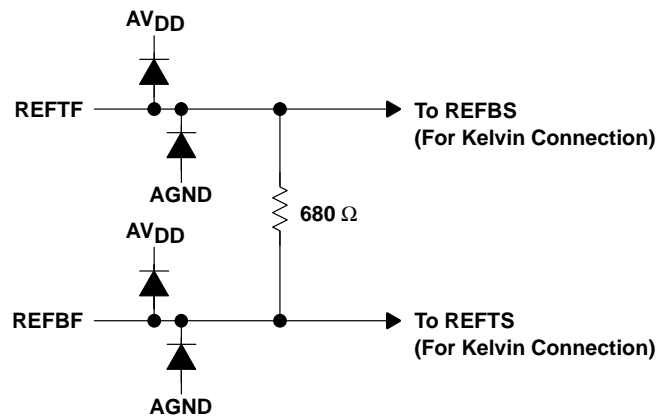 AVDD
REFTF
To REFBS
(For Kelvin Connection)
AGND
680 Ω
AVDD
REFBF
To REFTS
(For Kelvin Connection)
AGND